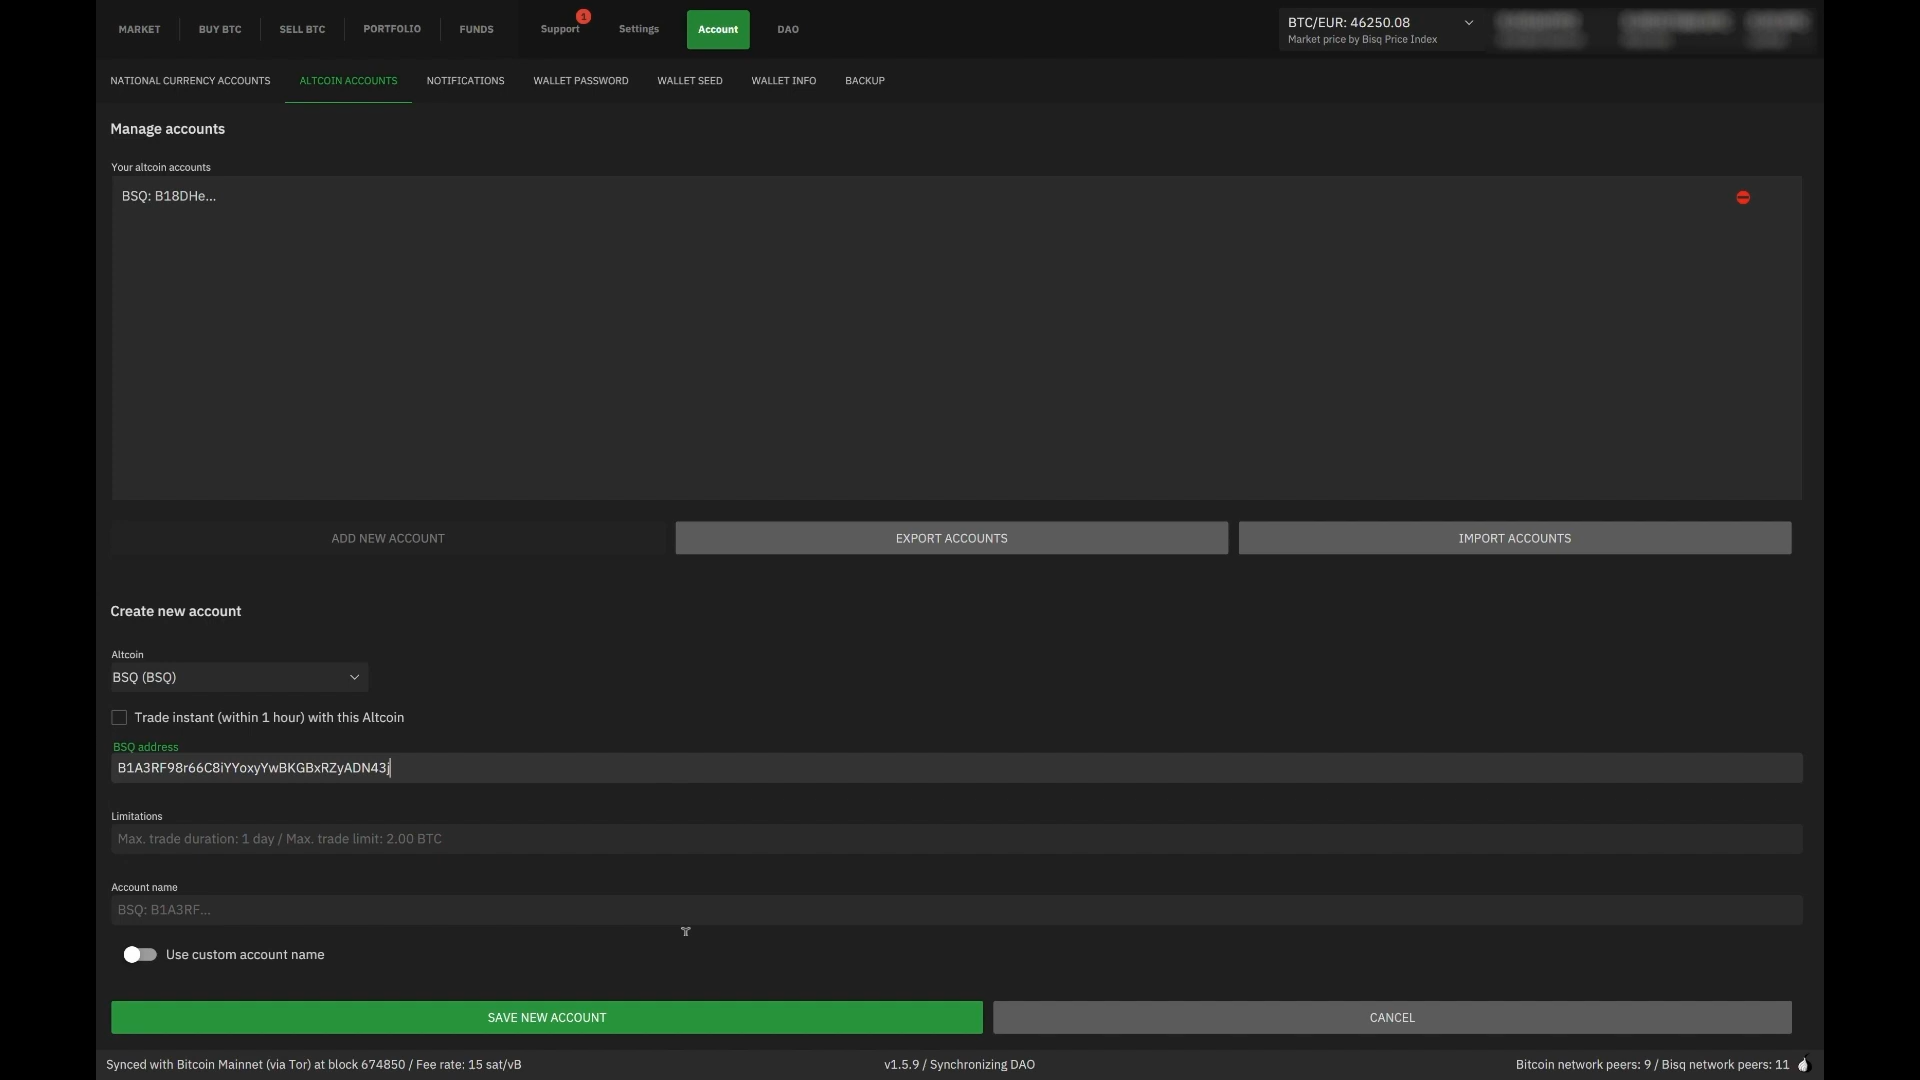 MARKET
BUY BTC
SELL BTC
PORTFOLIO
FUNDS
Support
1
Settings
Account
DAO
BTC/EUR: 46250.08
Market price by Bisq Price Index
NATIONAL CURRENCY ACCOUNTS
ALTCOIN ACCOUNTS
NOTIFICATIONS
WALLET PASSWORD
WALLET SEED
WALLET INFO
BACKUP
Manage accounts
Your altcoin accounts
BSQ: B18DHe...
ADD NEW ACCOUNT
EXPORT ACCOUNTS
IMPORT ACCOUNTS
Create new account
Altcoin
BSQ (BSQ)
Trade instant (within 1 hour) with this Altcoin
BSQ address
B1A3RF98r66C8iYYoxyYwBKGBxRZyADN43j
Limitations
Max. trade duration: 1 day / Max. trade limit: 2.00 BTC
Account name
BSQ: B1A3RF...
Use custom account name
SAVE NEW ACCOUNT
CANCEL
Synced with Bitcoin Mainnet (via Tor) at block 674850 / Fee rate: 15 sat/vB
v1.5.9 / Synchronizing DAO
Bitcoin network peers: 9 / Bisq network peers: 11